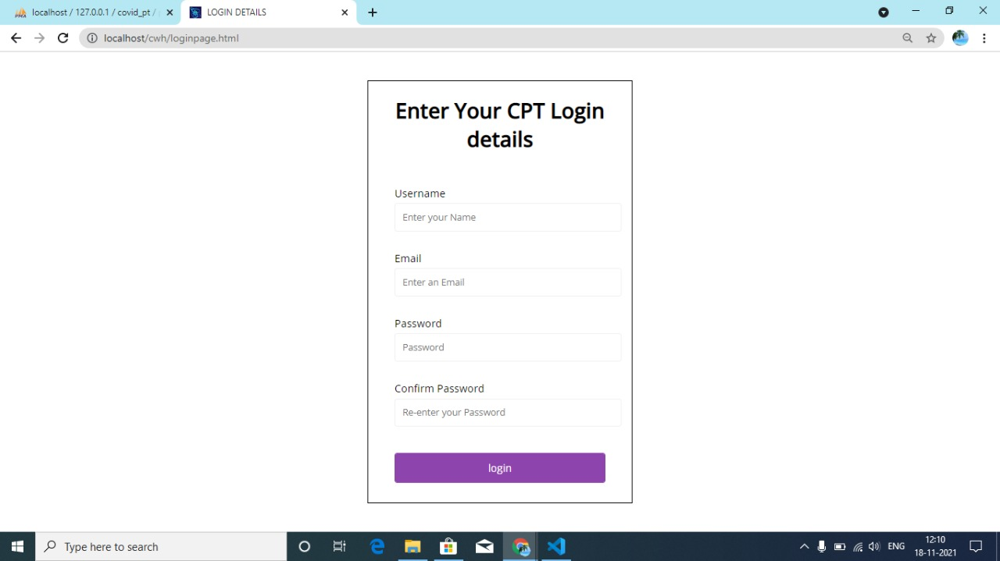 localhost / 127.0.0.1 / covid_pt /
LOGIN DETAILS
localhost/cwh/loginpage.html
Enter Your CPT Login
details
Username
Enter your Name
Email
Enter an Email
Password
Password
Confirm Password
Re-enter your Password
login
Type here to search
ENG
12:10
18-11-2021